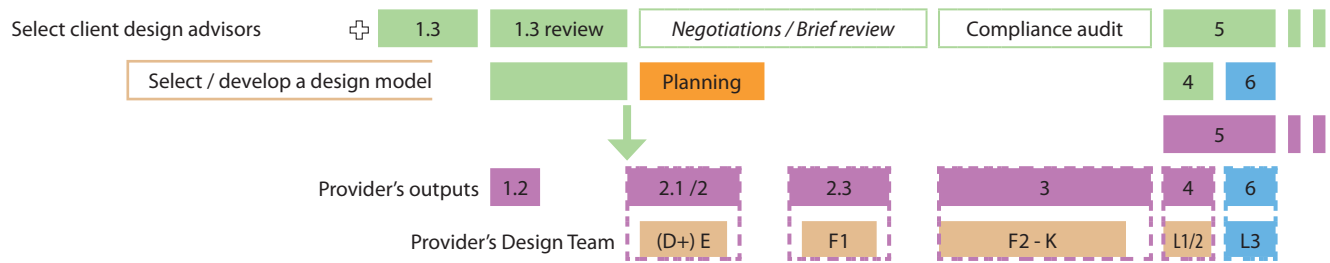 Select client design advisors 1.3 1.3 review Negotiations / Brief review Compliance audit 5
Select / develop a design model Planning 4 6
5
Provider's outputs 1.2 2.1 /2 2.3 3 4 6
Provider's Design Team (D+) E F1 F2 - K L1/2 L3